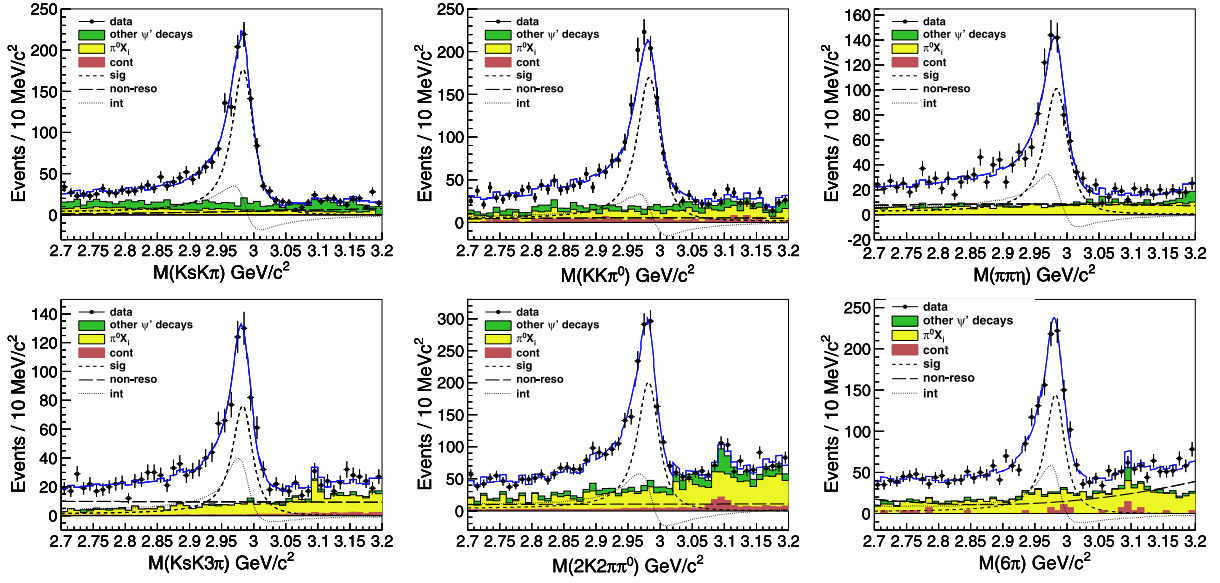 Events / 10 MeV/c²
250
200
150
100
50
0
data
other ψ' decays
π⁰Xᵢ
cont
sig
non-reso
int
2.7 2.75 2.8 2.85 2.9 2.95 3 3.05 3.1 3.15 3.2
M(KsKπ) GeV/c²
Events / 10 MeV/c²
250
200
150
100
50
0
data
other ψ' decays
π⁰Xᵢ
cont
sig
non-reso
int
2.7 2.75 2.8 2.85 2.9 2.95 3 3.05 3.1 3.15 3.2
M(KKπ⁰) GeV/c²
Events / 10 MeV/c²
160
140
120
100
80
60
40
20
0
-20
data
other ψ' decays
π⁰Xᵢ
cont
sig
non-reso
int
2.7 2.75 2.8 2.85 2.9 2.95 3 3.05 3.1 3.15 3.2
M(ππη) GeV/c²
Events / 10 MeV/c²
140
120
100
80
60
40
20
0
data
other ψ' decays
π⁰Xᵢ
cont
sig
non-reso
int
2.7 2.75 2.8 2.85 2.9 2.95 3 3.05 3.1 3.15 3.2
M(KsK3π) GeV/c²
Events / 10 MeV/c²
300
250
200
150
100
50
0
data
other ψ' decays
π⁰Xᵢ
cont
sig
non-reso
int
2.7 2.75 2.8 2.85 2.9 2.95 3 3.05 3.1 3.15 3.2
M(2K2ππ⁰) GeV/c²
Events / 10 MeV/c²
250
200
150
100
50
0
data
other ψ' decays
π⁰Xᵢ
cont
sig
non-reso
int
2.7 2.75 2.8 2.85 2.9 2.95 3 3.05 3.1 3.15 3.2
M(6π) GeV/c²